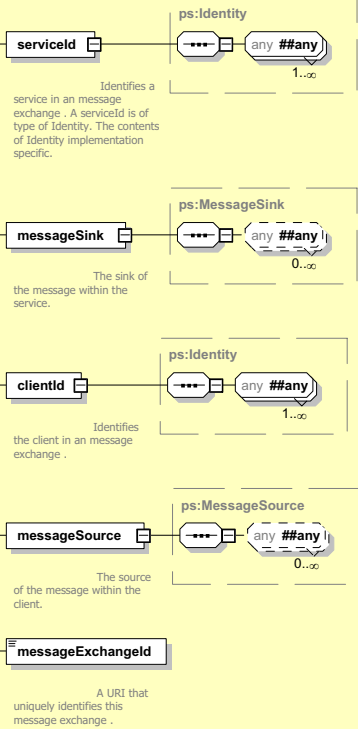 ps:Identity
serviceId
any ##any
1..∞
Identifies a
service in an message
exchange . A serviceId is of
type of Identity. The contents
of Identity implementation
specific.
ps:MessageSink
messageSink
any ##any
0..∞
The sink of
the message within the
service.
ps:Identity
clientId
any ##any
1..∞
Identifies
the client in an message
exchange .
ps:MessageSource
messageSource
any ##any
0..∞
The source
of the message within the
client.
messageExchangeId
A URI that
uniquely identifies this
message exchange .